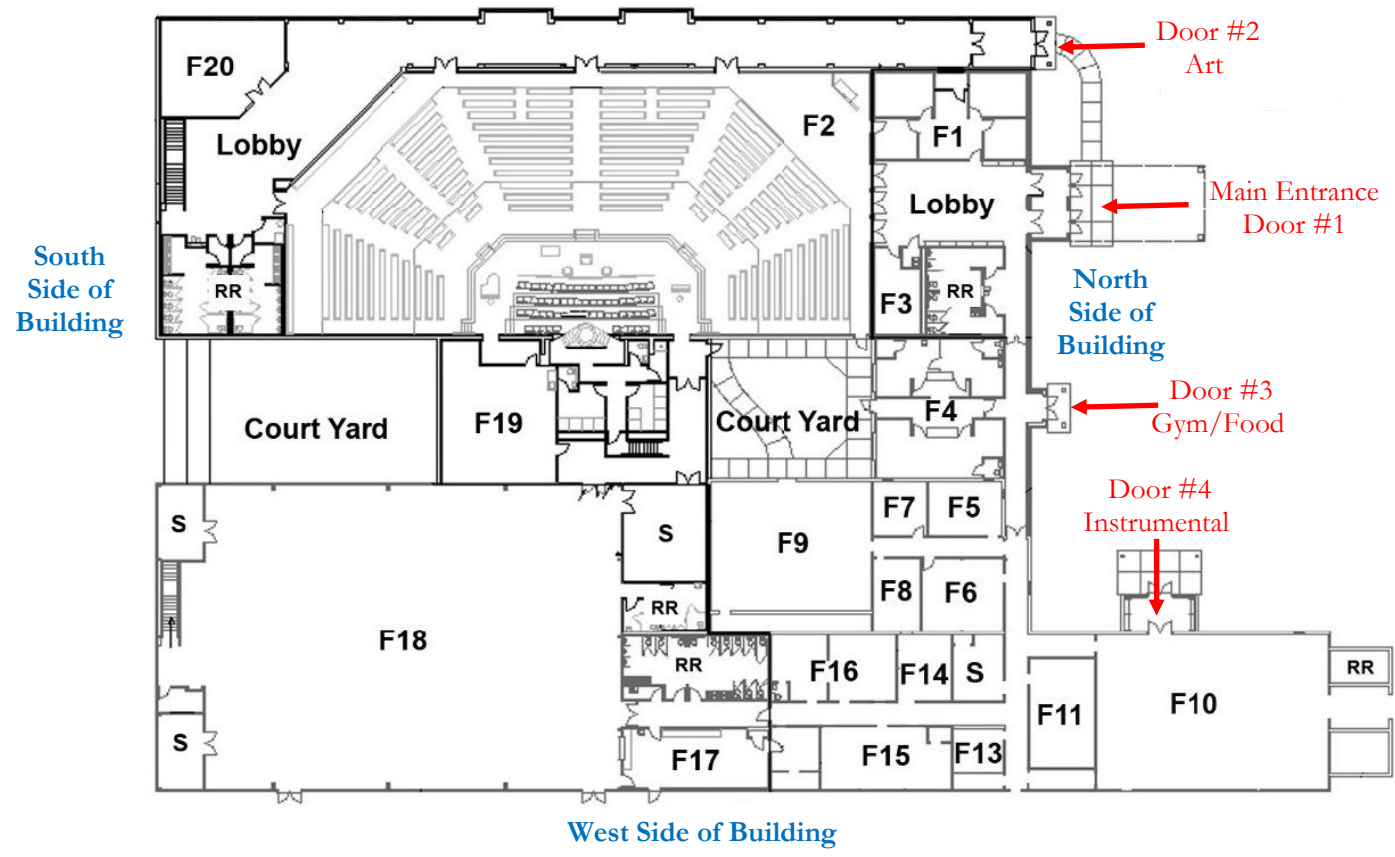 Door #2
Art
F20
F2
F1
Lobby
Main Entrance
Door #1
Lobby
South
Side of
Building
RR
F3
RR
North
Side of
Building
Door #3
Gym/Food
Court Yard
F19
Court Yard
F4
Door #4
Instrumental
S
S
F9
F7
F5
F8
F6
RR
F18
RR
F16
F14
S
RR
F10
F11
S
F17
F15
F13
West Side of Building